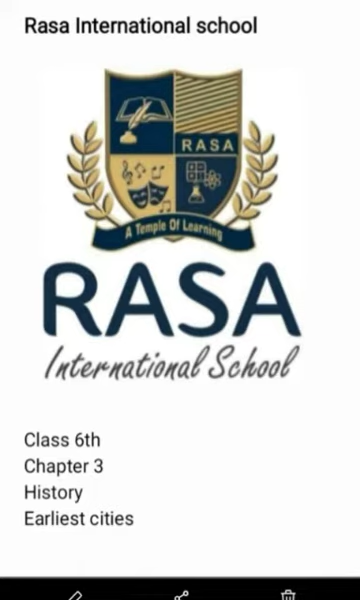 Rasa International school
RASA
A Temple Of Learning
RASA
International School
Class 6th
Chapter 3
History
Earliest cities